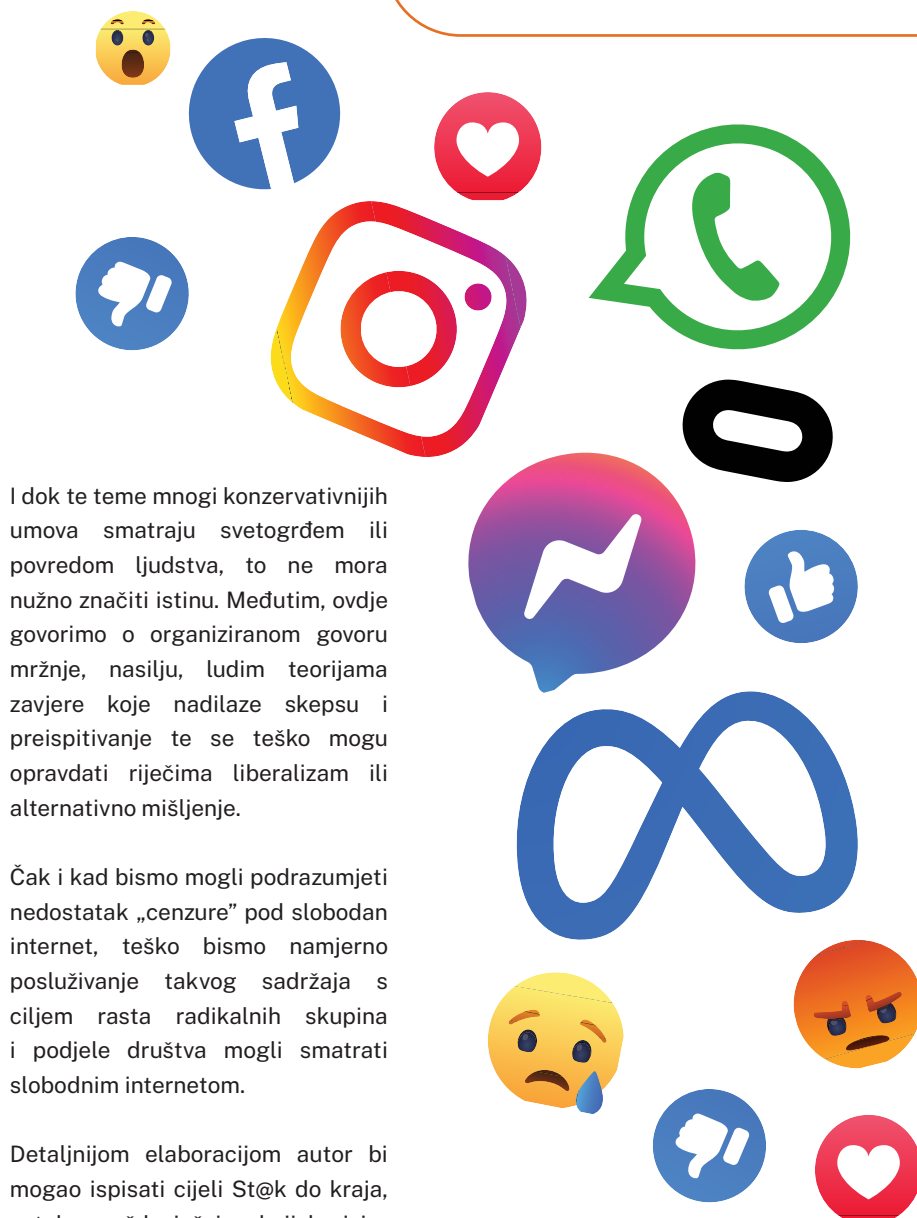 I dok te teme mnogi konzervativnijih
umova smatraju svetogrđem ili
povredom ljudstva, to ne mora
nužno značiti istinu. Međutim, ovdje
govorimo o organiziranom govoru
mržnje, nasilju, ludim teorijama
zavjere koje nadilaze skepsu i
preispitivanje te se teško mogu
opravdati riječima liberalizam ili
alternativno mišljenje.
Čak i kad bismo mogli podrazumjeti
nedostatak „cenzure” pod slobodan
internet, teško bismo namjerno
posluživanje takvog sadržaja s
ciljem rasta radikalnih skupina
i podjele društva mogli smatrati
slobodnim internetom.
Detaljnijom elaboracijom autor bi
mogao ispisati cijeli St@k do kraja,